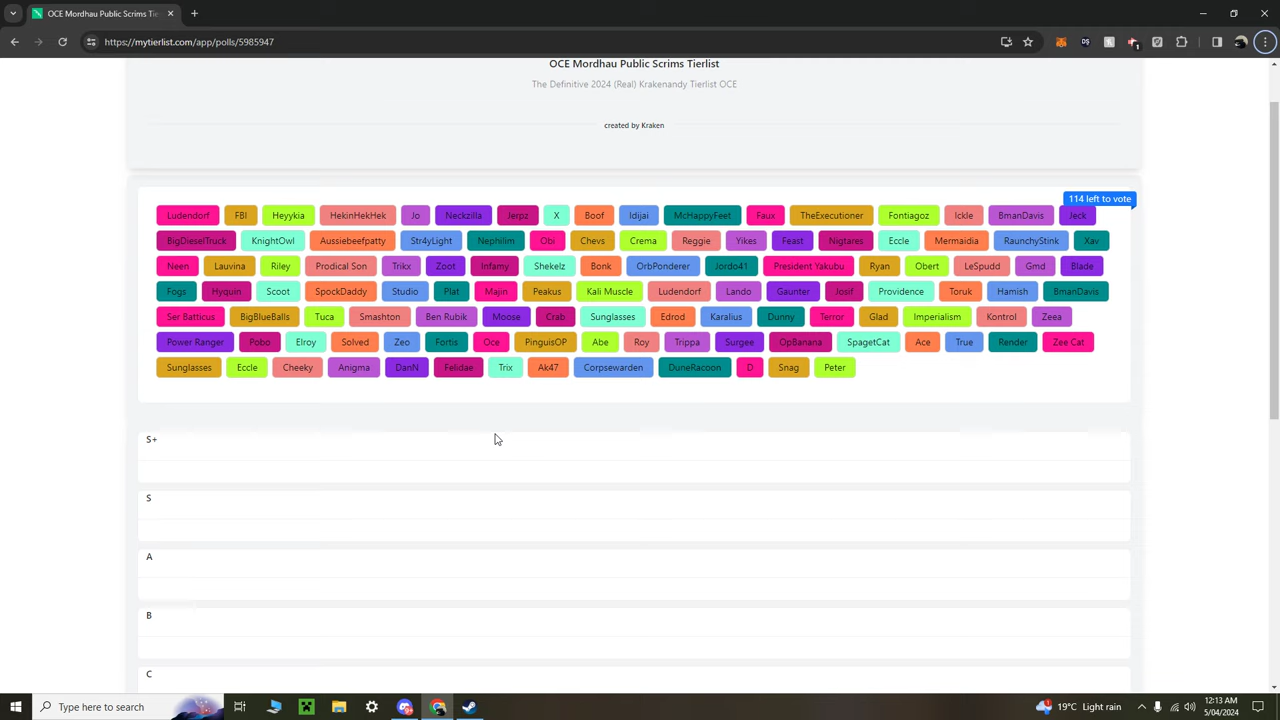 OCE Mordhau Public Scrims Tie
https://mytierlist.com/app/polls/5985947
OCE Mordhau Public Scrims Tierlist
The Definitive 2024 (Real) Krakenandy Tierlist OCE
created by Kraken
114 left to vote
Ludendorf FBI Heyykia HekinHekHek Jo Neckzilla Jerpz X Boof Idijai McHappyFeet Faux TheExecutioner Fontiagoz Ickle BmanDavis Jeck
BigDieselTruck KnightOwl Aussiebeefpatty Str4yLight Nephilim Obi Chevs Crema Reggie Yikes Feast Nigtares Eccle Mermaidia RaunchyStink Xav
Neen Lauvina Riley Prodical Son Trikx Zoot Infamy Shekelz Bonk OrbPonderer Jordo41 President Yakubu Ryan Obert LeSpudd Gmd Blade
Fogs Hyquin Scoot SpockDaddy Studio Plat Majin Peakus Kali Muscle Ludendorf Lando Gaunter Josif Providence Toruk Hamish BmanDavis
Ser Batticus BigBlueBalls Tuca Smashton Ben Rubik Moose Crab Sunglasses Edrod Karalius Dunny Terror Glad Imperialism Kontrol Zeea
Power Ranger Pobo Elroy Solved Zeo Fortis Oce PinguisOP Abe Roy Trippa Surgee OpBanana SpagetCat Ace True Render Zee Cat
Sunglasses Eccle Cheeky Anigma DanN Felidae Trix Ak47 Corpsewarden DuneRacoon D Snag Peter
S+
S
A
B
C
Type here to search
19°C Light rain
12:13 AM
5/04/2024